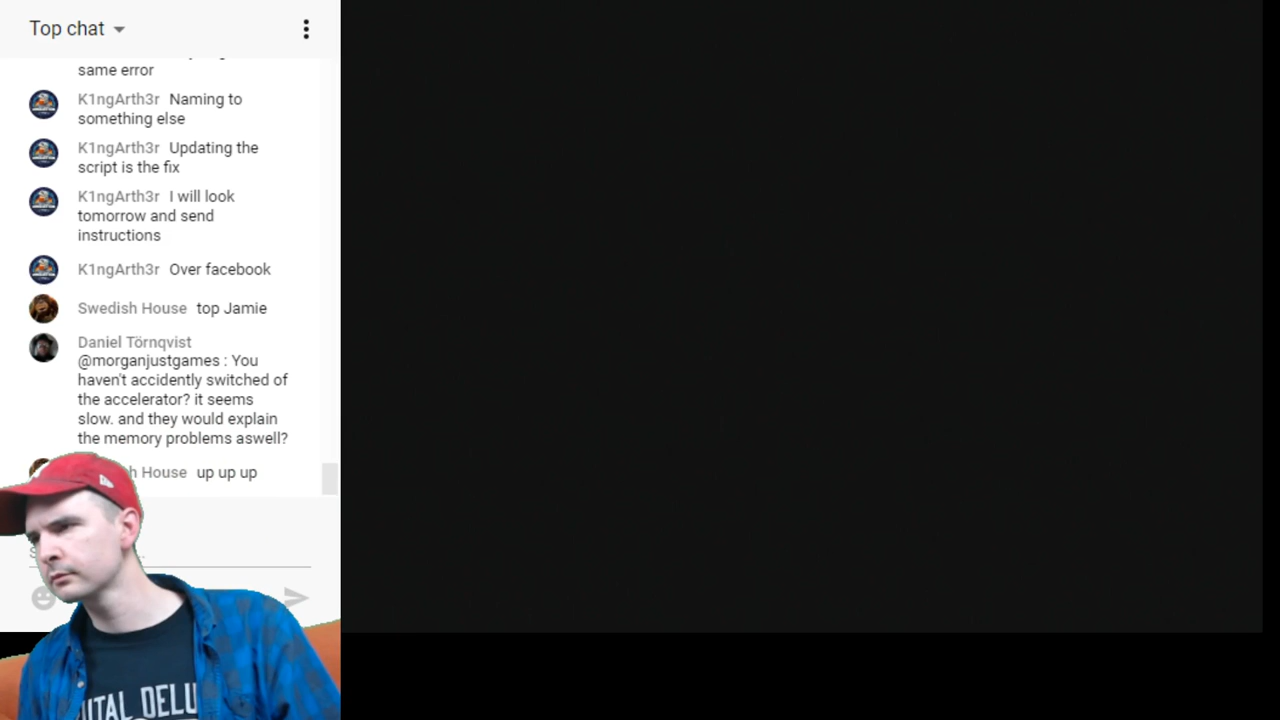 Top chat
same error
K1ngArth3r Naming to
something else
K1ngArth3r Updating the
script is the fix
K1ngArth3r I will look
tomorrow and send
instructions
K1ngArth3r Over facebook
Swedish House top Jamie
Daniel Törnqvist
@morganjustgames : You
haven't accidently switched of
the accelerator? it seems
slow. and they would explain
the memory problems aswell?
House up up up